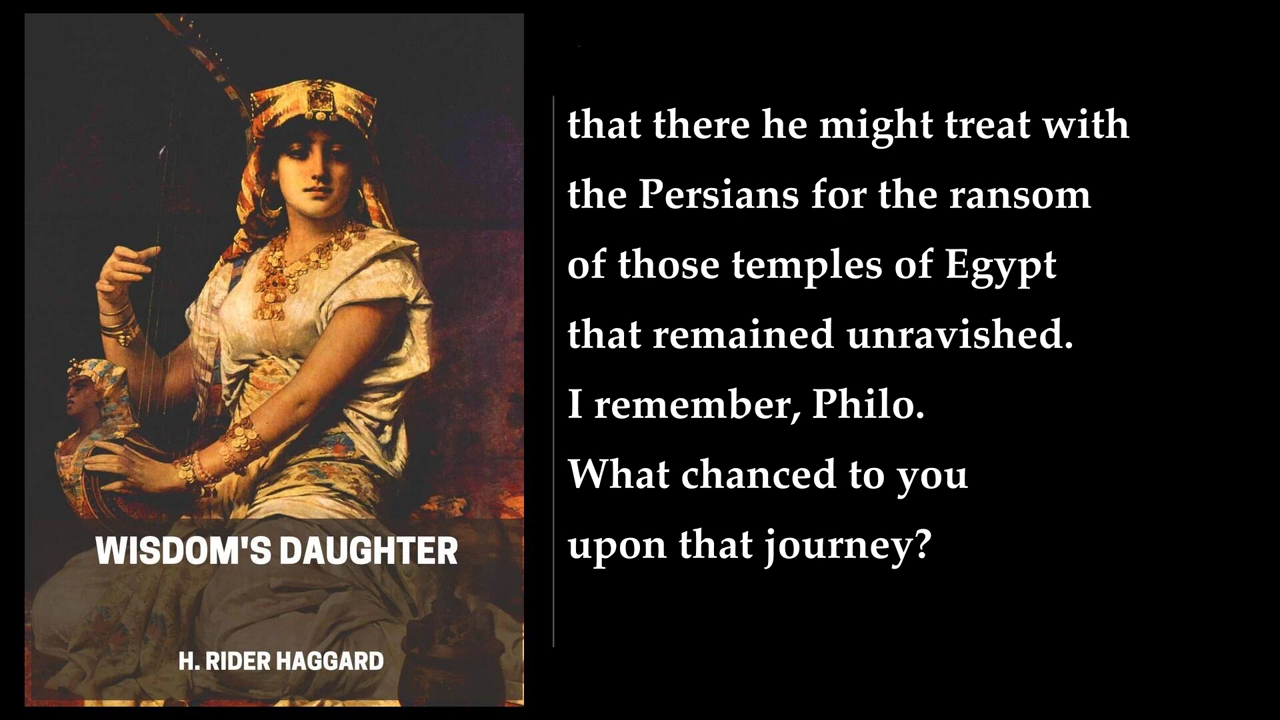 WISDOM'S DAUGHTER
H. RIDER HAGGARD
that there he might treat with
the Persians for the ransom
of those temples of Egypt
that remained unravished.
I remember, Philo.
What chanced to you
upon that journey?